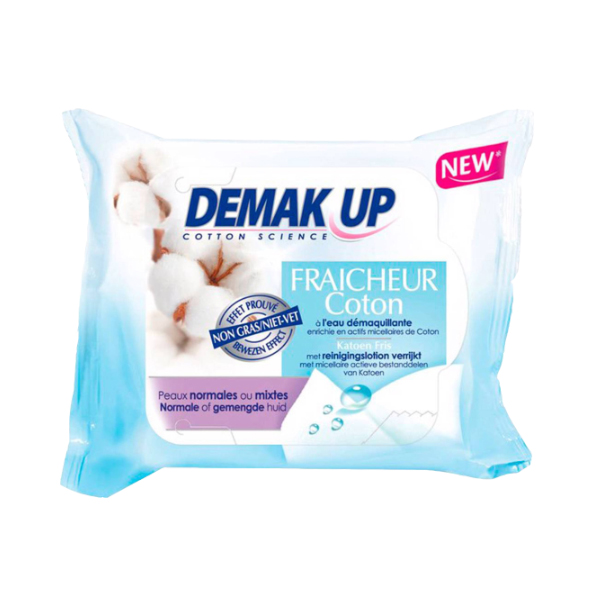 NEW*
DEMAK UP
COTTON SCIENCE
FRAICHEUR
Coton
à l'eau démaquillante
enrichie en actifs micellaires de Coton
Katoen Fris
met reinigingslotion verrijkt
met micellaire actieve bestanddelen
van Katoen
EFFET PROUVÉ
NON GRAS/NIET-VET
BEWEZEN EFFECT
Peaux normales ou mixtes
Normale of gemengde huid